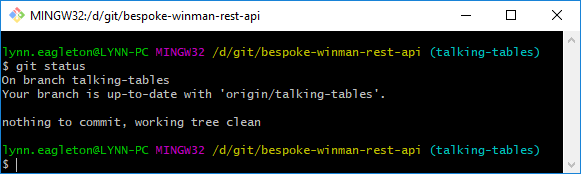 MINGW32:/d/git/bespoke-winman-rest-api
lynn.eagleton@LYNN-PC MINGW32 /d/git/bespoke-winman-rest-api (talking-tables)
$ git status
On branch talking-tables
Your branch is up-to-date with 'origin/talking-tables'.
nothing to commit, working tree clean
lynn.eagleton@LYNN-PC MINGW32 /d/git/bespoke-winman-rest-api (talking-tables)
$